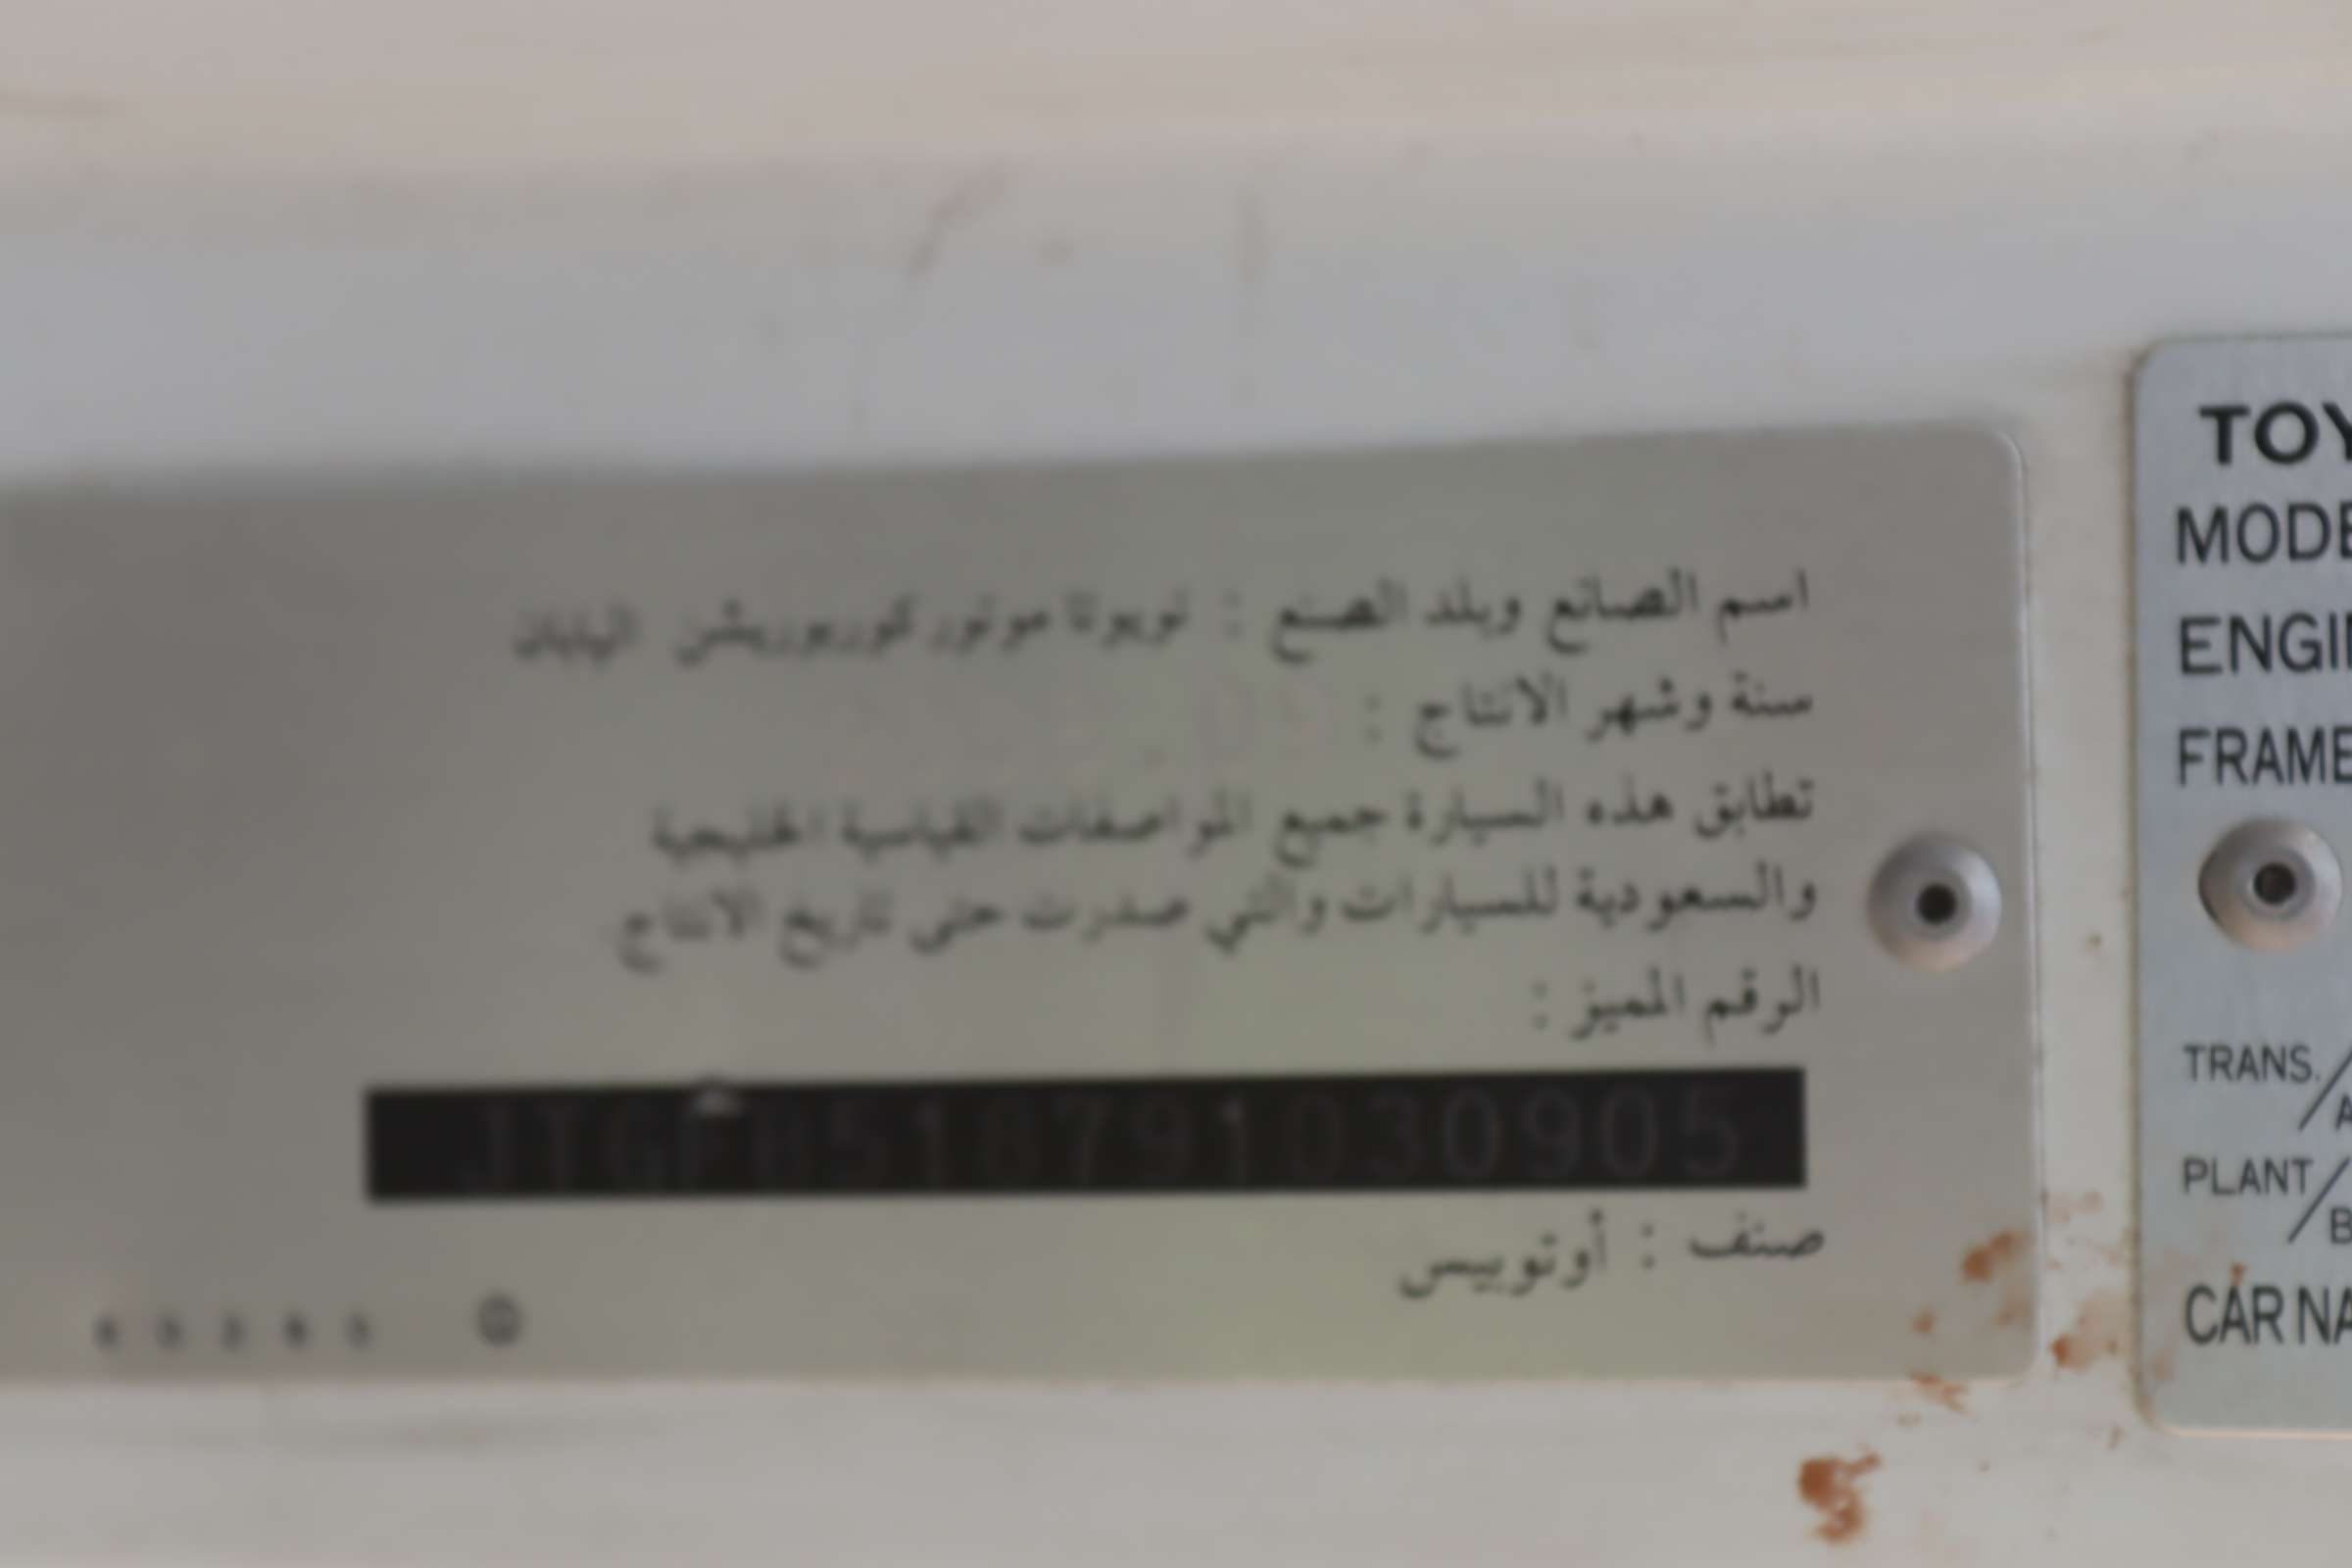 اسم الصانع وبلد الصنع : تويوتا موتور كوربوريشن اليابان
سنة وشهر الانتاج :
تطابق هذه السيارة جميع المواصفات القياسية الخليجية
والسعودية للسيارات والتي صدرت حتى تاريخ الانتاج
الرقم المميز :
صنف : أوتوبيس
TOY
MODE
ENGI
FRAME
TRANS./
A
PLANT/
B
CAR NA